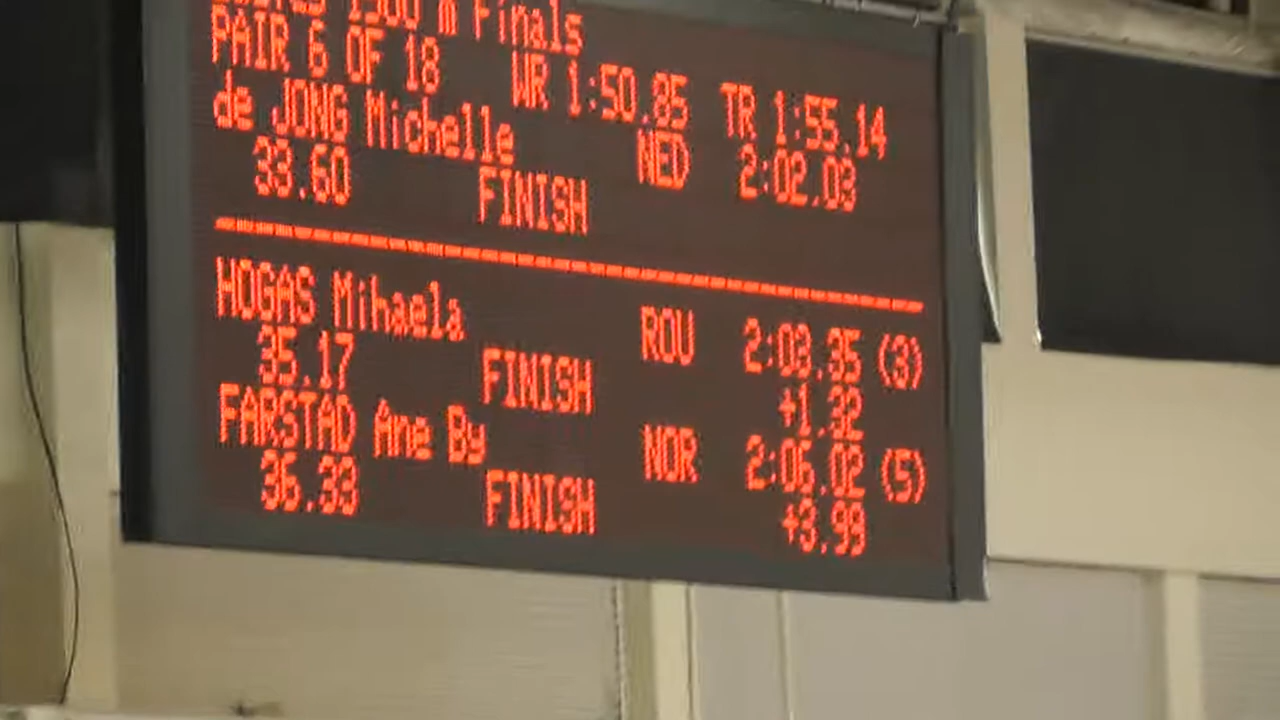 1500 m Finals
PAIR 6 OF 18 WR 1:50.85 TR 1:55.14
de JONG Michelle NED 2:02.03
33.60 FINISH
HOGAS Mihaela ROU 2:03.35 (3)
35.17 FINISH +1.32
FARSTAD Ane By NOR 2:06.02 (5)
36.33 FINISH +3.99